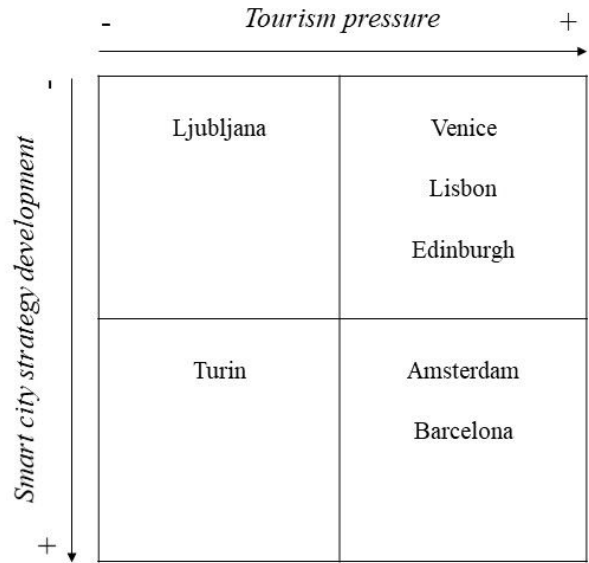 - Tourism pressure +
-
Smart city strategy development
+
Ljubljana
Venice
Lisbon
Edinburgh
Turin
Amsterdam
Barcelona